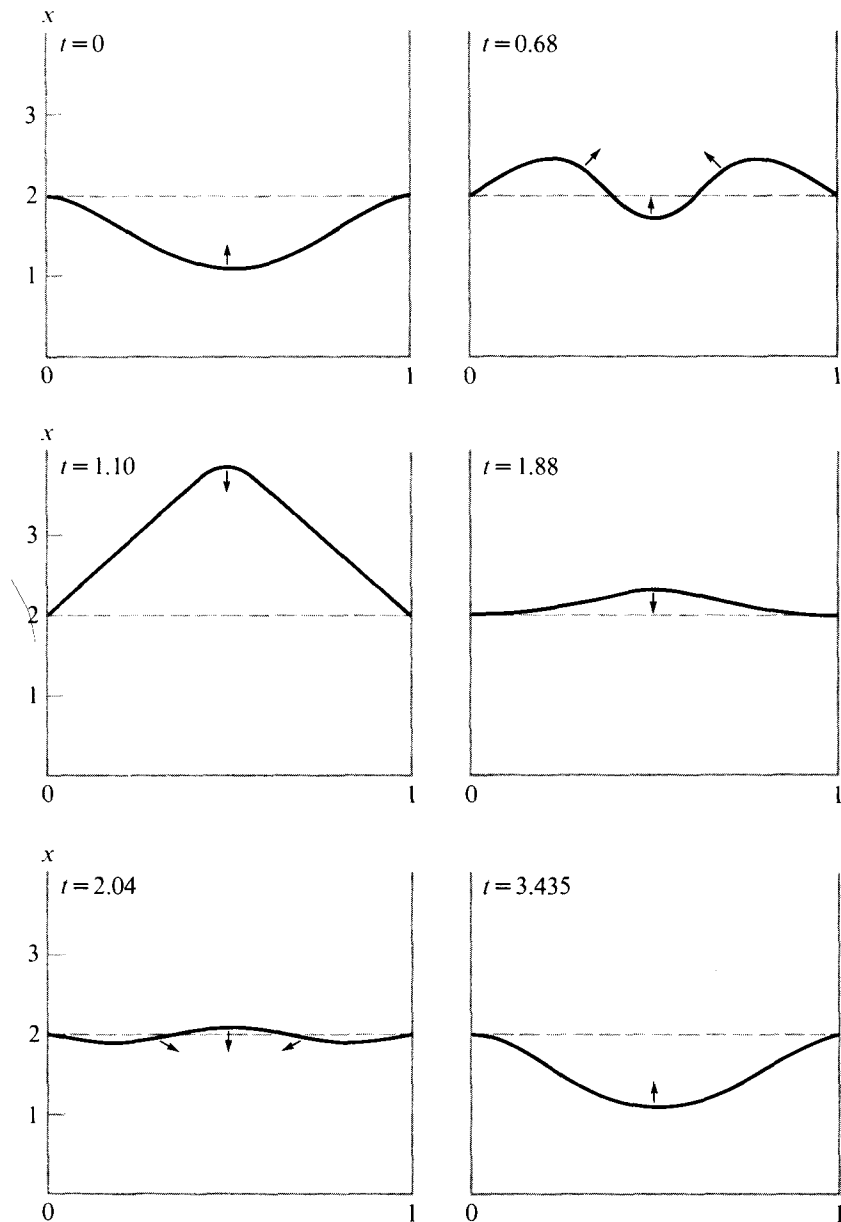 x
t = 0
3
2
1
0 1
t = 0.68
0 1
x
t = 1.10
3
2
1
0 1
t = 1.88
0 1
x
t = 2.04
3
2
1
0 1
t = 3.435
0 1